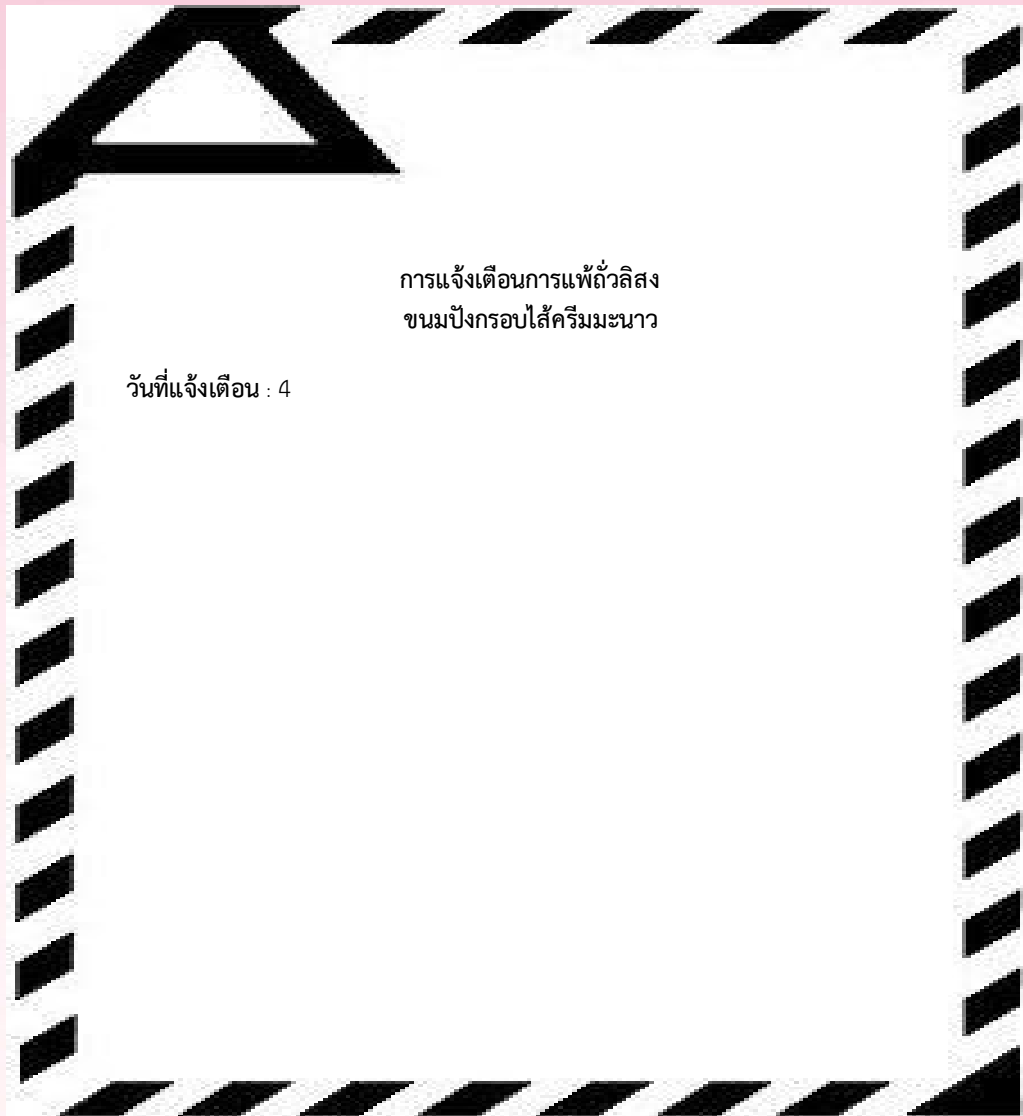 การแจ้งเตือนการแพ้ถั่วลิสง
ขนมปังกรอบไส้ครีมมะนาว
วันที่แจ้งเตือน : 4